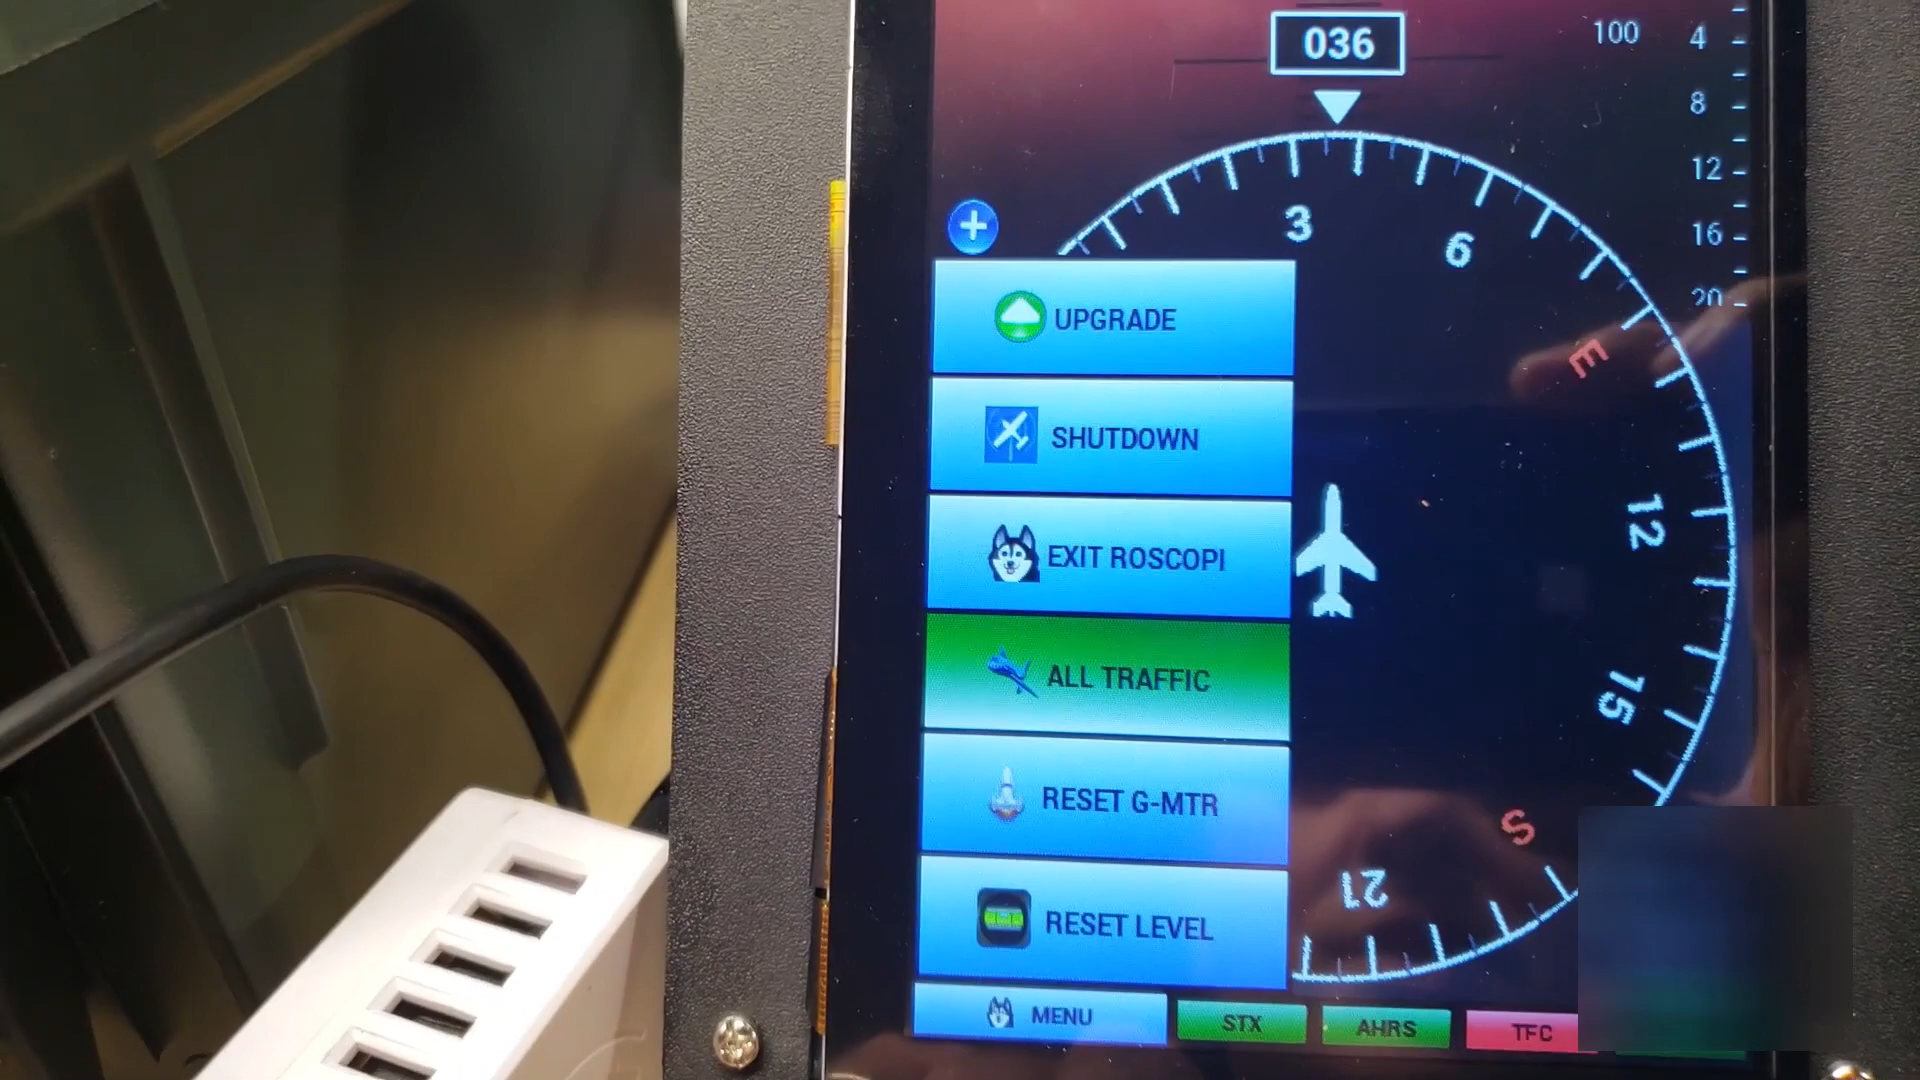 036
100
4
8
12
16
20
3
6
E
12
15
S
21
UPGRADE
SHUTDOWN
EXIT ROSCOPI
ALL TRAFFIC
RESET G-MTR
RESET LEVEL
MENU
STX
AHRS
TFC